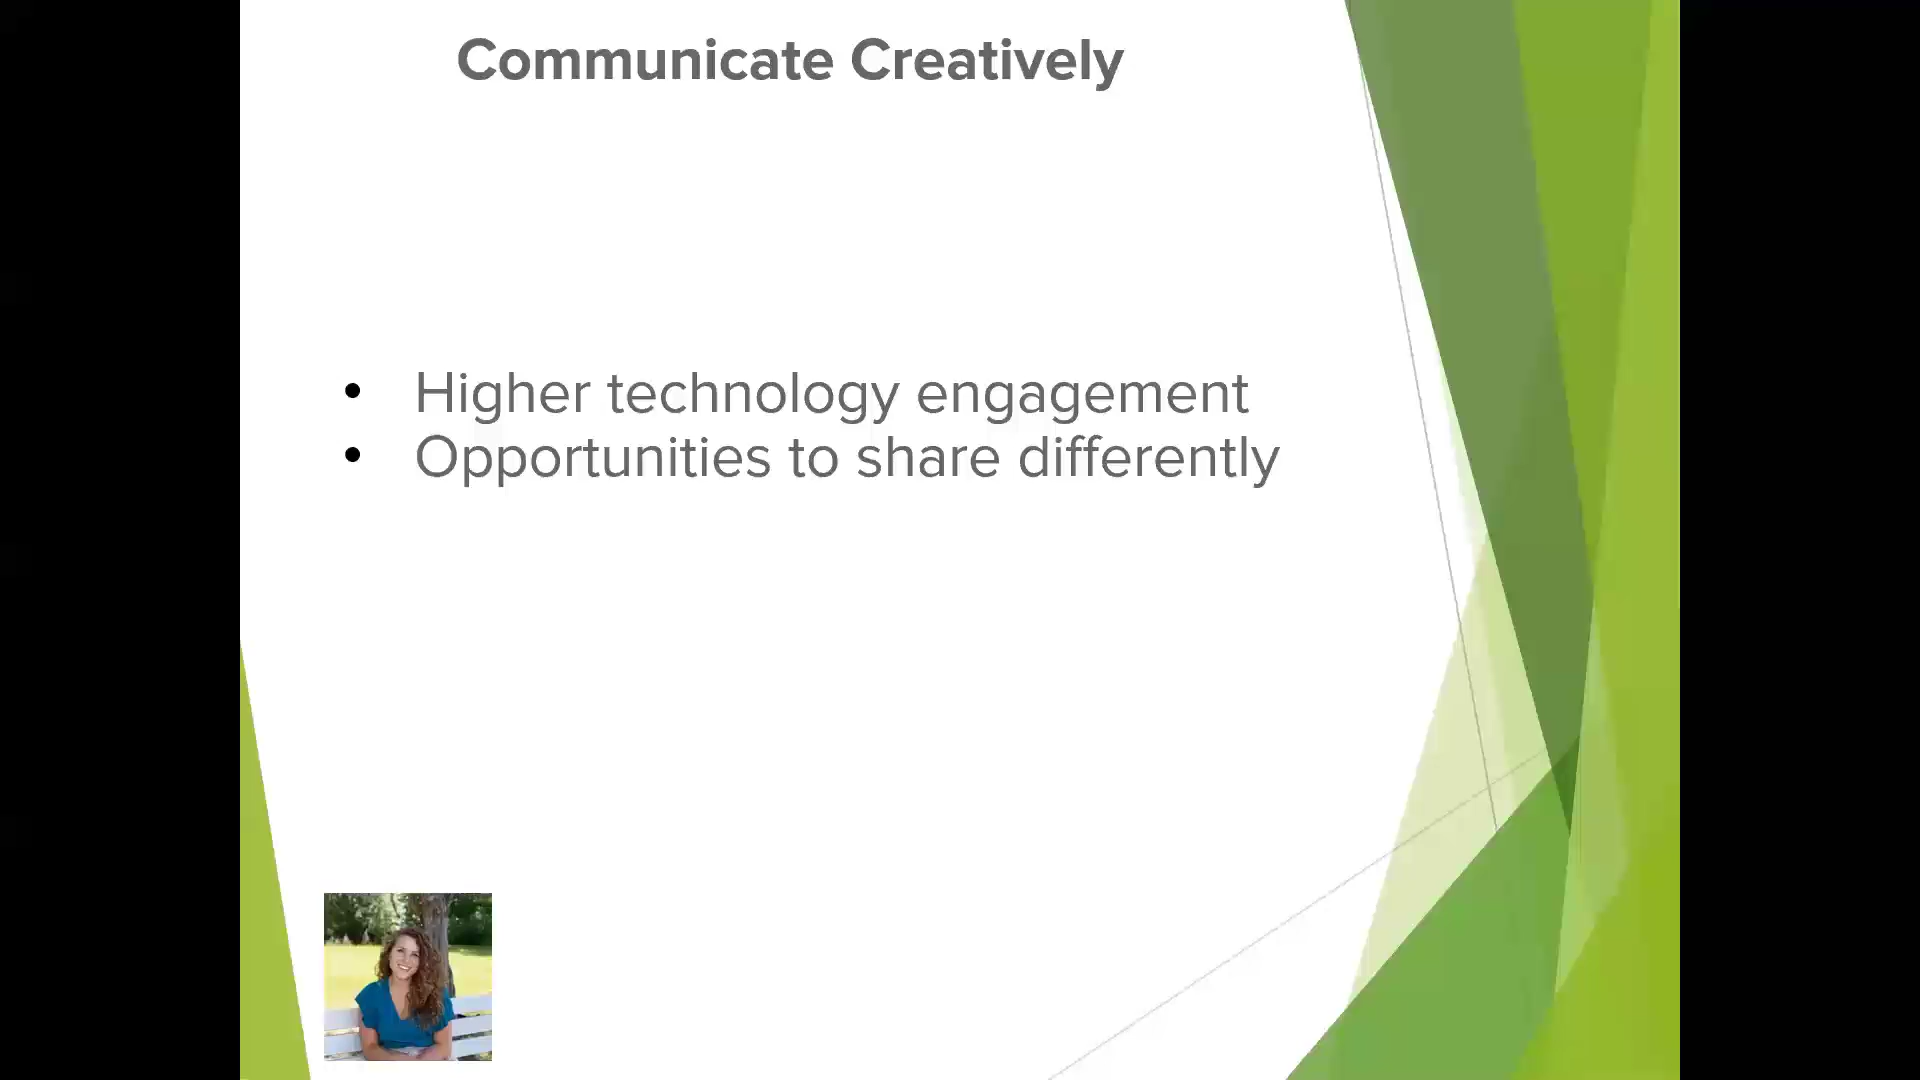 Communicate Creatively
• Higher technology engagement
• Opportunities to share differently